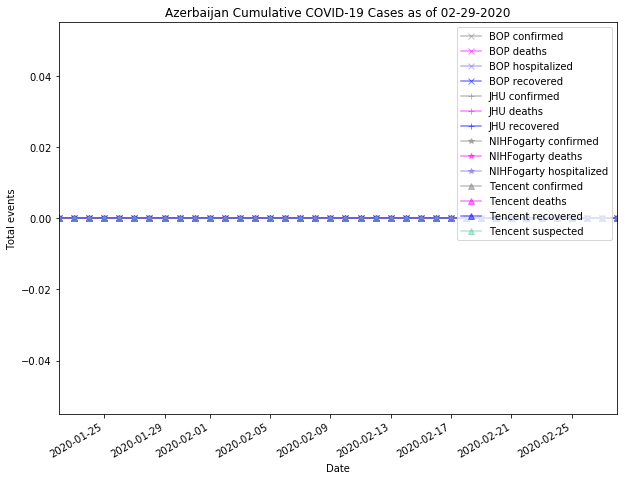 Azerbaijan Cumulative COVID-19 Cases as of 02-29-2020
BOP confirmed
BOP deaths
BOP hospitalized
BOP recovered
JHU confirmed
JHU deaths
JHU recovered
NIHFogarty confirmed
NIHFogarty deaths
NIHFogarty hospitalized
Tencent confirmed
Tencent deaths
Tencent recovered
Tencent suspected
Total events
0.04
0.02
0.00
−0.02
−0.04
2020-01-25
2020-01-29
2020-02-01
2020-02-05
2020-02-09
2020-02-13
2020-02-17
2020-02-21
2020-02-25
Date